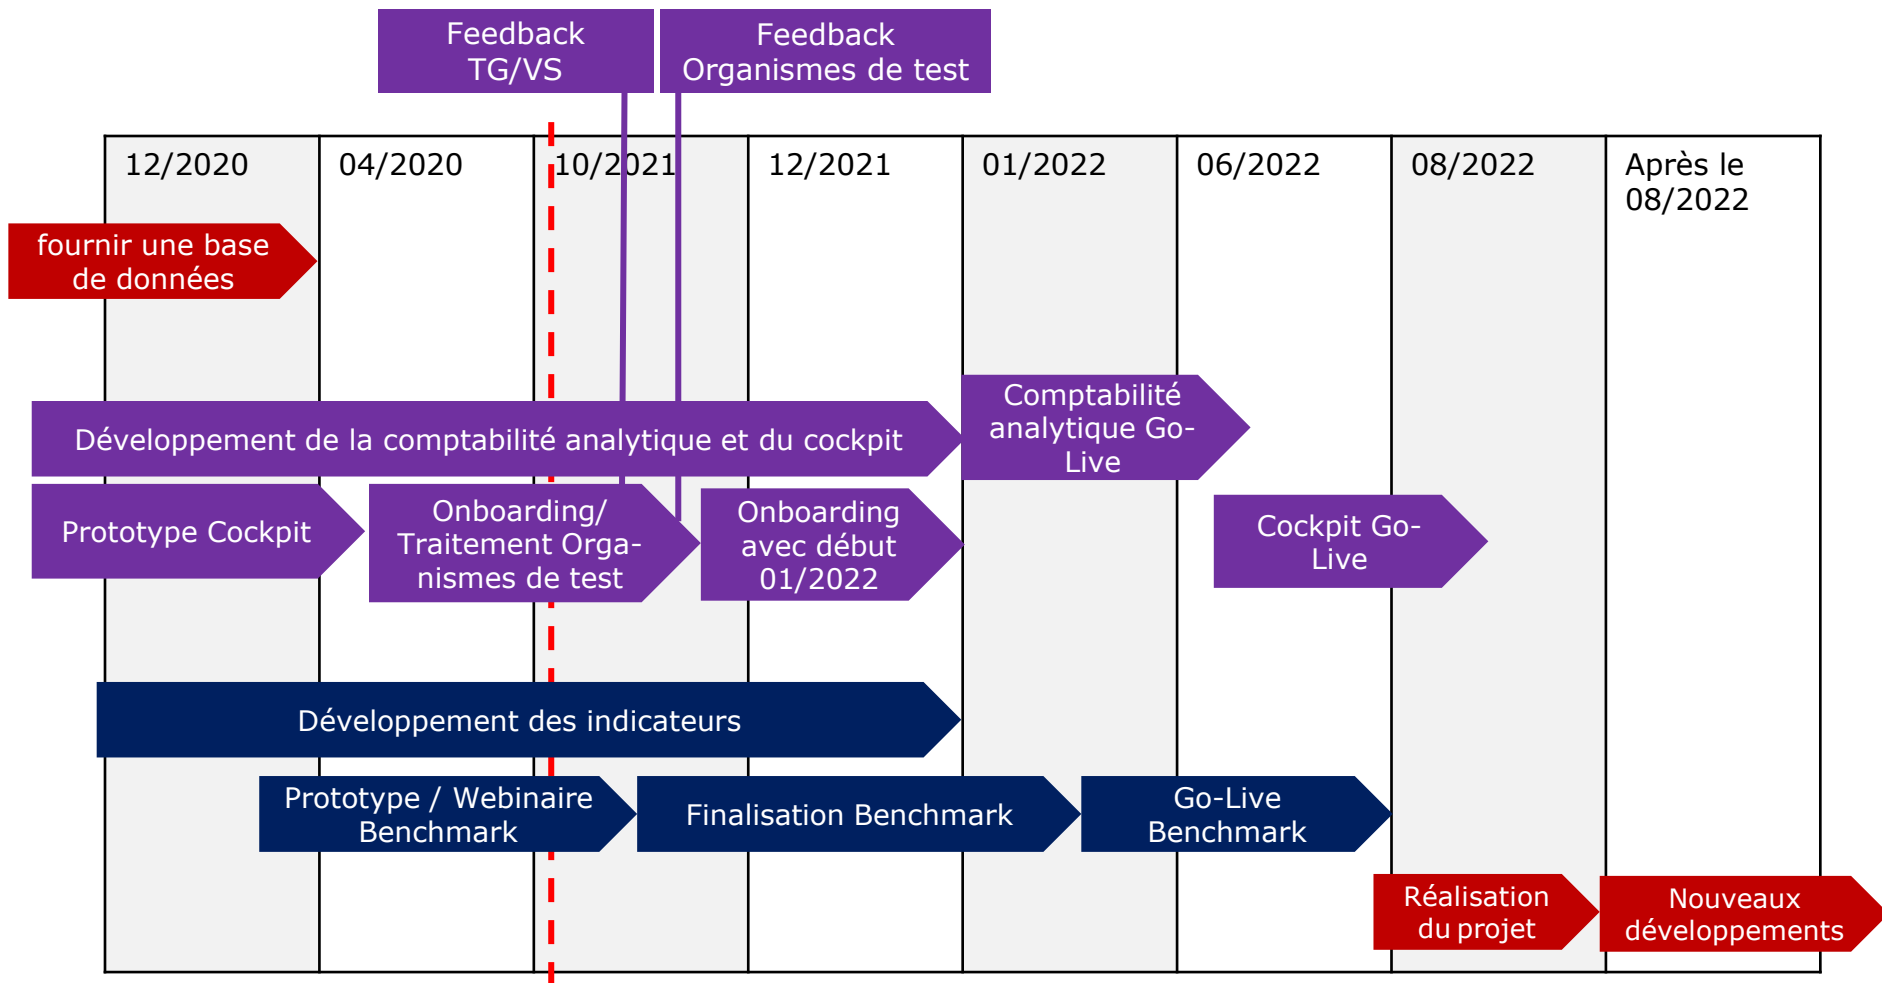 Feedback
TG/VS
Feedback
Organismes de test
12/2020
04/2020
10/2021
12/2021
01/2022
06/2022
08/2022
Après le
08/2022
fournir une base
de données
Développement de la comptabilité analytique et du cockpit
Comptabilité
analytique Go-
Live
Prototype Cockpit
Onboarding/
Traitement Orga-
nismes de test
Onboarding
avec début
01/2022
Cockpit Go-
Live
Développement des indicateurs
Prototype / Webinaire
Benchmark
Finalisation Benchmark
Go-Live
Benchmark
Réalisation
du projet
Nouveaux
développements